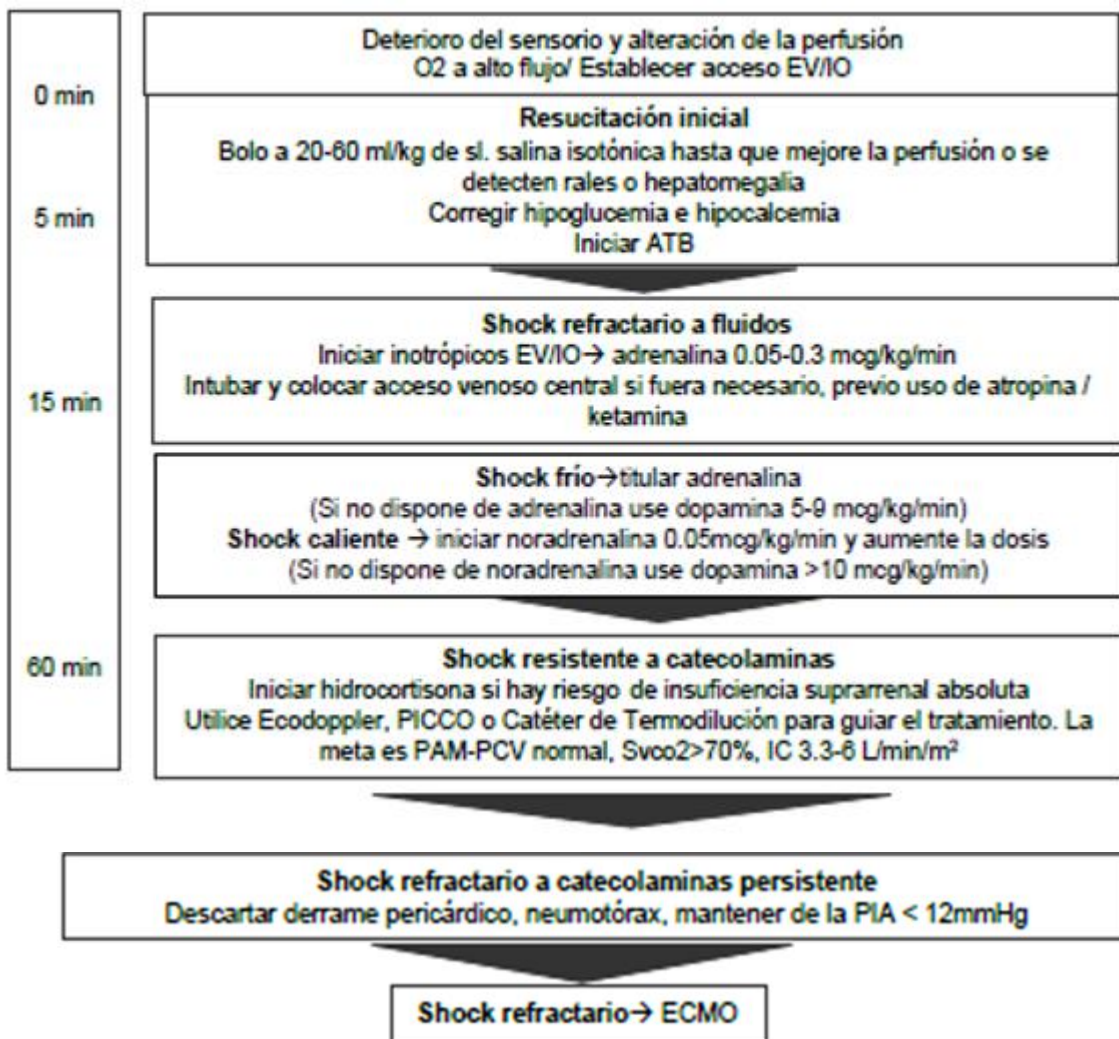 0 min
5 min
15 min
60 min
Deterioro del sensorio y alteración de la perfusión
O2 a alto flujo/ Establecer acceso EV/IO
Resucitación inicial
Bolo a 20-60 ml/kg de sl. salina isotónica hasta que mejore la perfusión o se
detecten rales o hepatomegalia
Corregir hipoglucemia e hipocalcemia
Iniciar ATB
Shock refractario a fluidos
Iniciar inotrópicos EV/IO→ adrenalina 0.05-0.3 mcg/kg/min
Intubar y colocar acceso venoso central si fuera necesario, previo uso de atropina /
ketamina
Shock frío→titular adrenalina
(Si no dispone de adrenalina use dopamina 5-9 mcg/kg/min)
Shock caliente → iniciar noradrenalina 0.05mcg/kg/min y aumente la dosis
(Si no dispone de noradrenalina use dopamina >10 mcg/kg/min)
Shock resistente a catecolaminas
Iniciar hidrocortisona si hay riesgo de insuficiencia suprarrenal absoluta
Utilice Ecodoppler, PICCO o Catéter de Termodilución para guiar el tratamiento. La
meta es PAM-PCV normal, Svco2>70%, IC 3.3-6 L/min/m²
Shock refractario a catecolaminas persistente
Descartar derrame pericárdico, neumotórax, mantener de la PIA < 12mmHg
Shock refractario→ ECMO